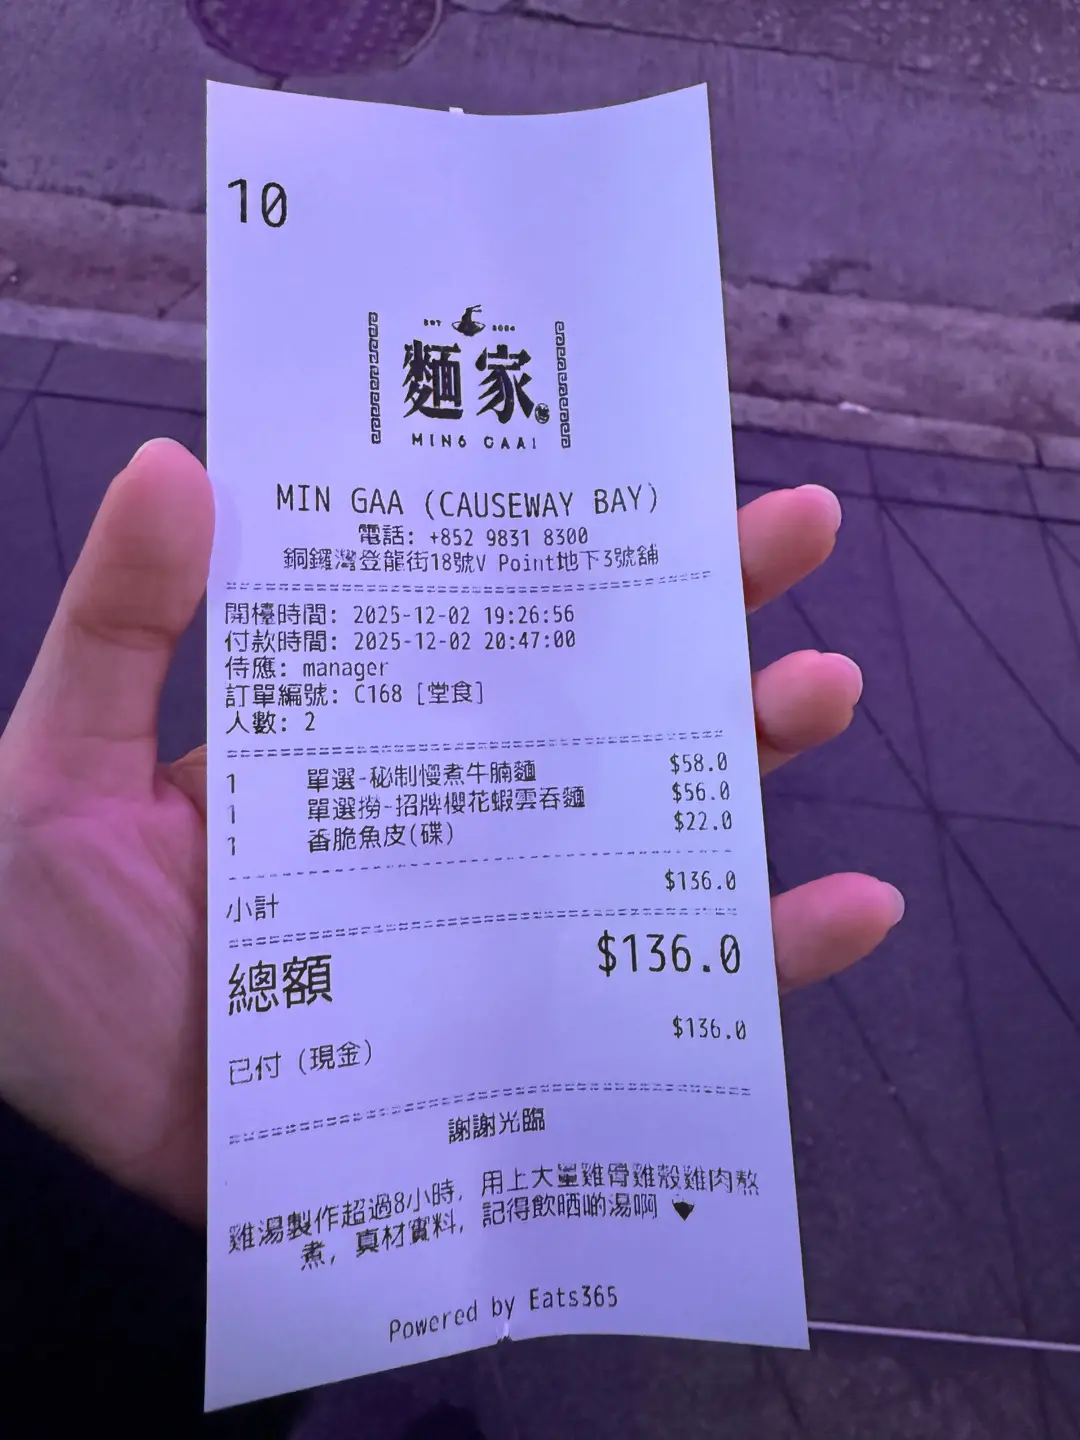 10
EST 2024
麵家
MING GAAI
MIN GAA (CAUSEWAY BAY)
電話: +852 9831 8300
銅鑼灣登龍街18號V Point地下3號舖
開檯時間: 2025-12-02 19:26:56
付款時間: 2025-12-02 20:47:00
侍應: manager
訂單編號: C168 [堂食]
人數: 2
1 單選-秘制慢煮牛腩麵 $58.0
1 單選撈-招牌櫻花蝦雲吞麵 $56.0
1 香脆魚皮(碟) $22.0
小計 $136.0
總額 $136.0
已付 (現金) $136.0
謝謝光臨
雞湯製作超過8小時, 用上大量雞骨雞殼雞肉熬
煮, 真材實料, 記得飲晒啲湯啊
Powered by Eats365